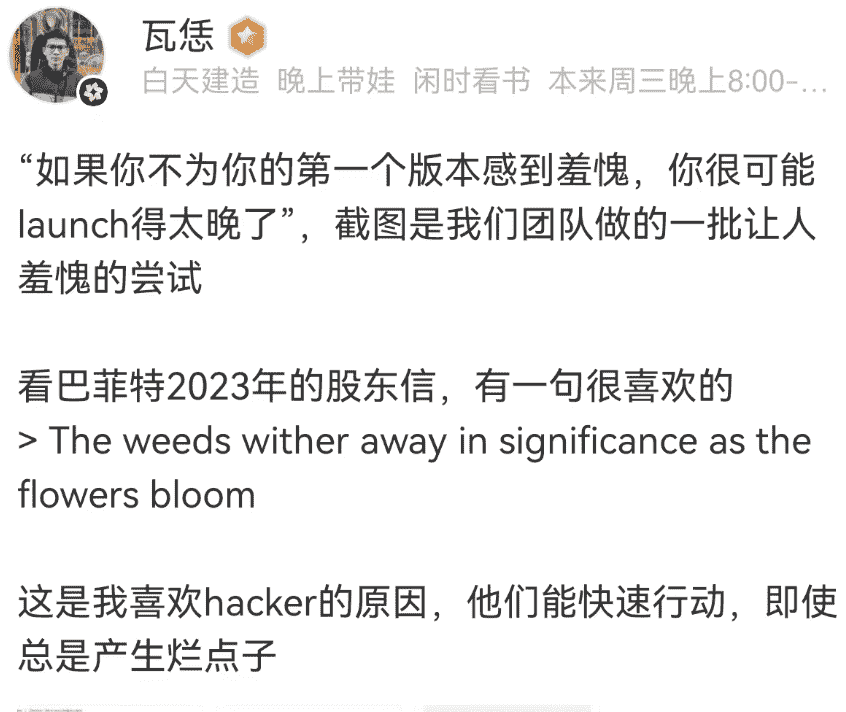 瓦恁
白天建造 晚上带娃 闲时看书 本来周三晚上8:00-...
“如果你不为你的第一个版本感到羞愧，你很可能
launch得太晚了”，截图是我们团队做的一批让人
羞愧的尝试
看巴菲特2023年的股东信，有一句很喜欢的
> The weeds wither away in significance as the
flowers bloom
这是我喜欢hacker的原因，他们能快速行动，即使
总是产生烂点子